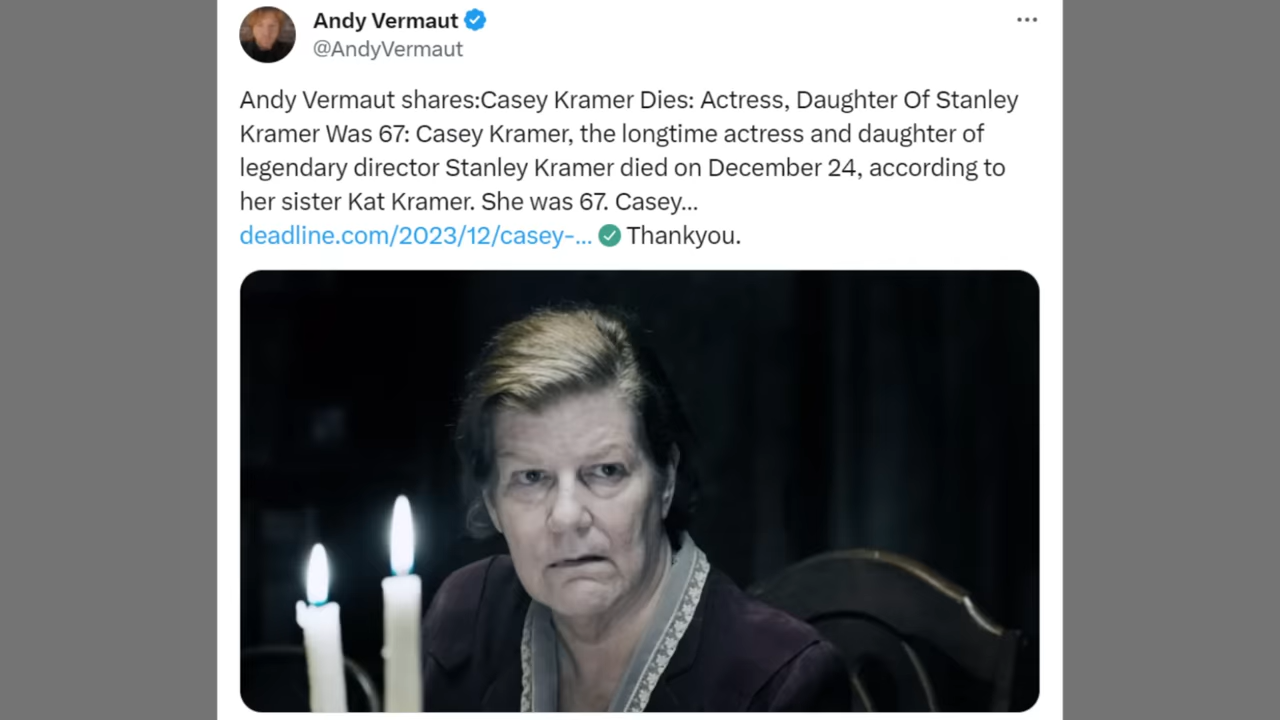 Andy Vermaut
@AndyVermaut
Andy Vermaut shares:Casey Kramer Dies: Actress, Daughter Of Stanley
Kramer Was 67: Casey Kramer, the longtime actress and daughter of
legendary director Stanley Kramer died on December 24, according to
her sister Kat Kramer. She was 67. Casey...
deadline.com/2023/12/casey-... Thankyou.